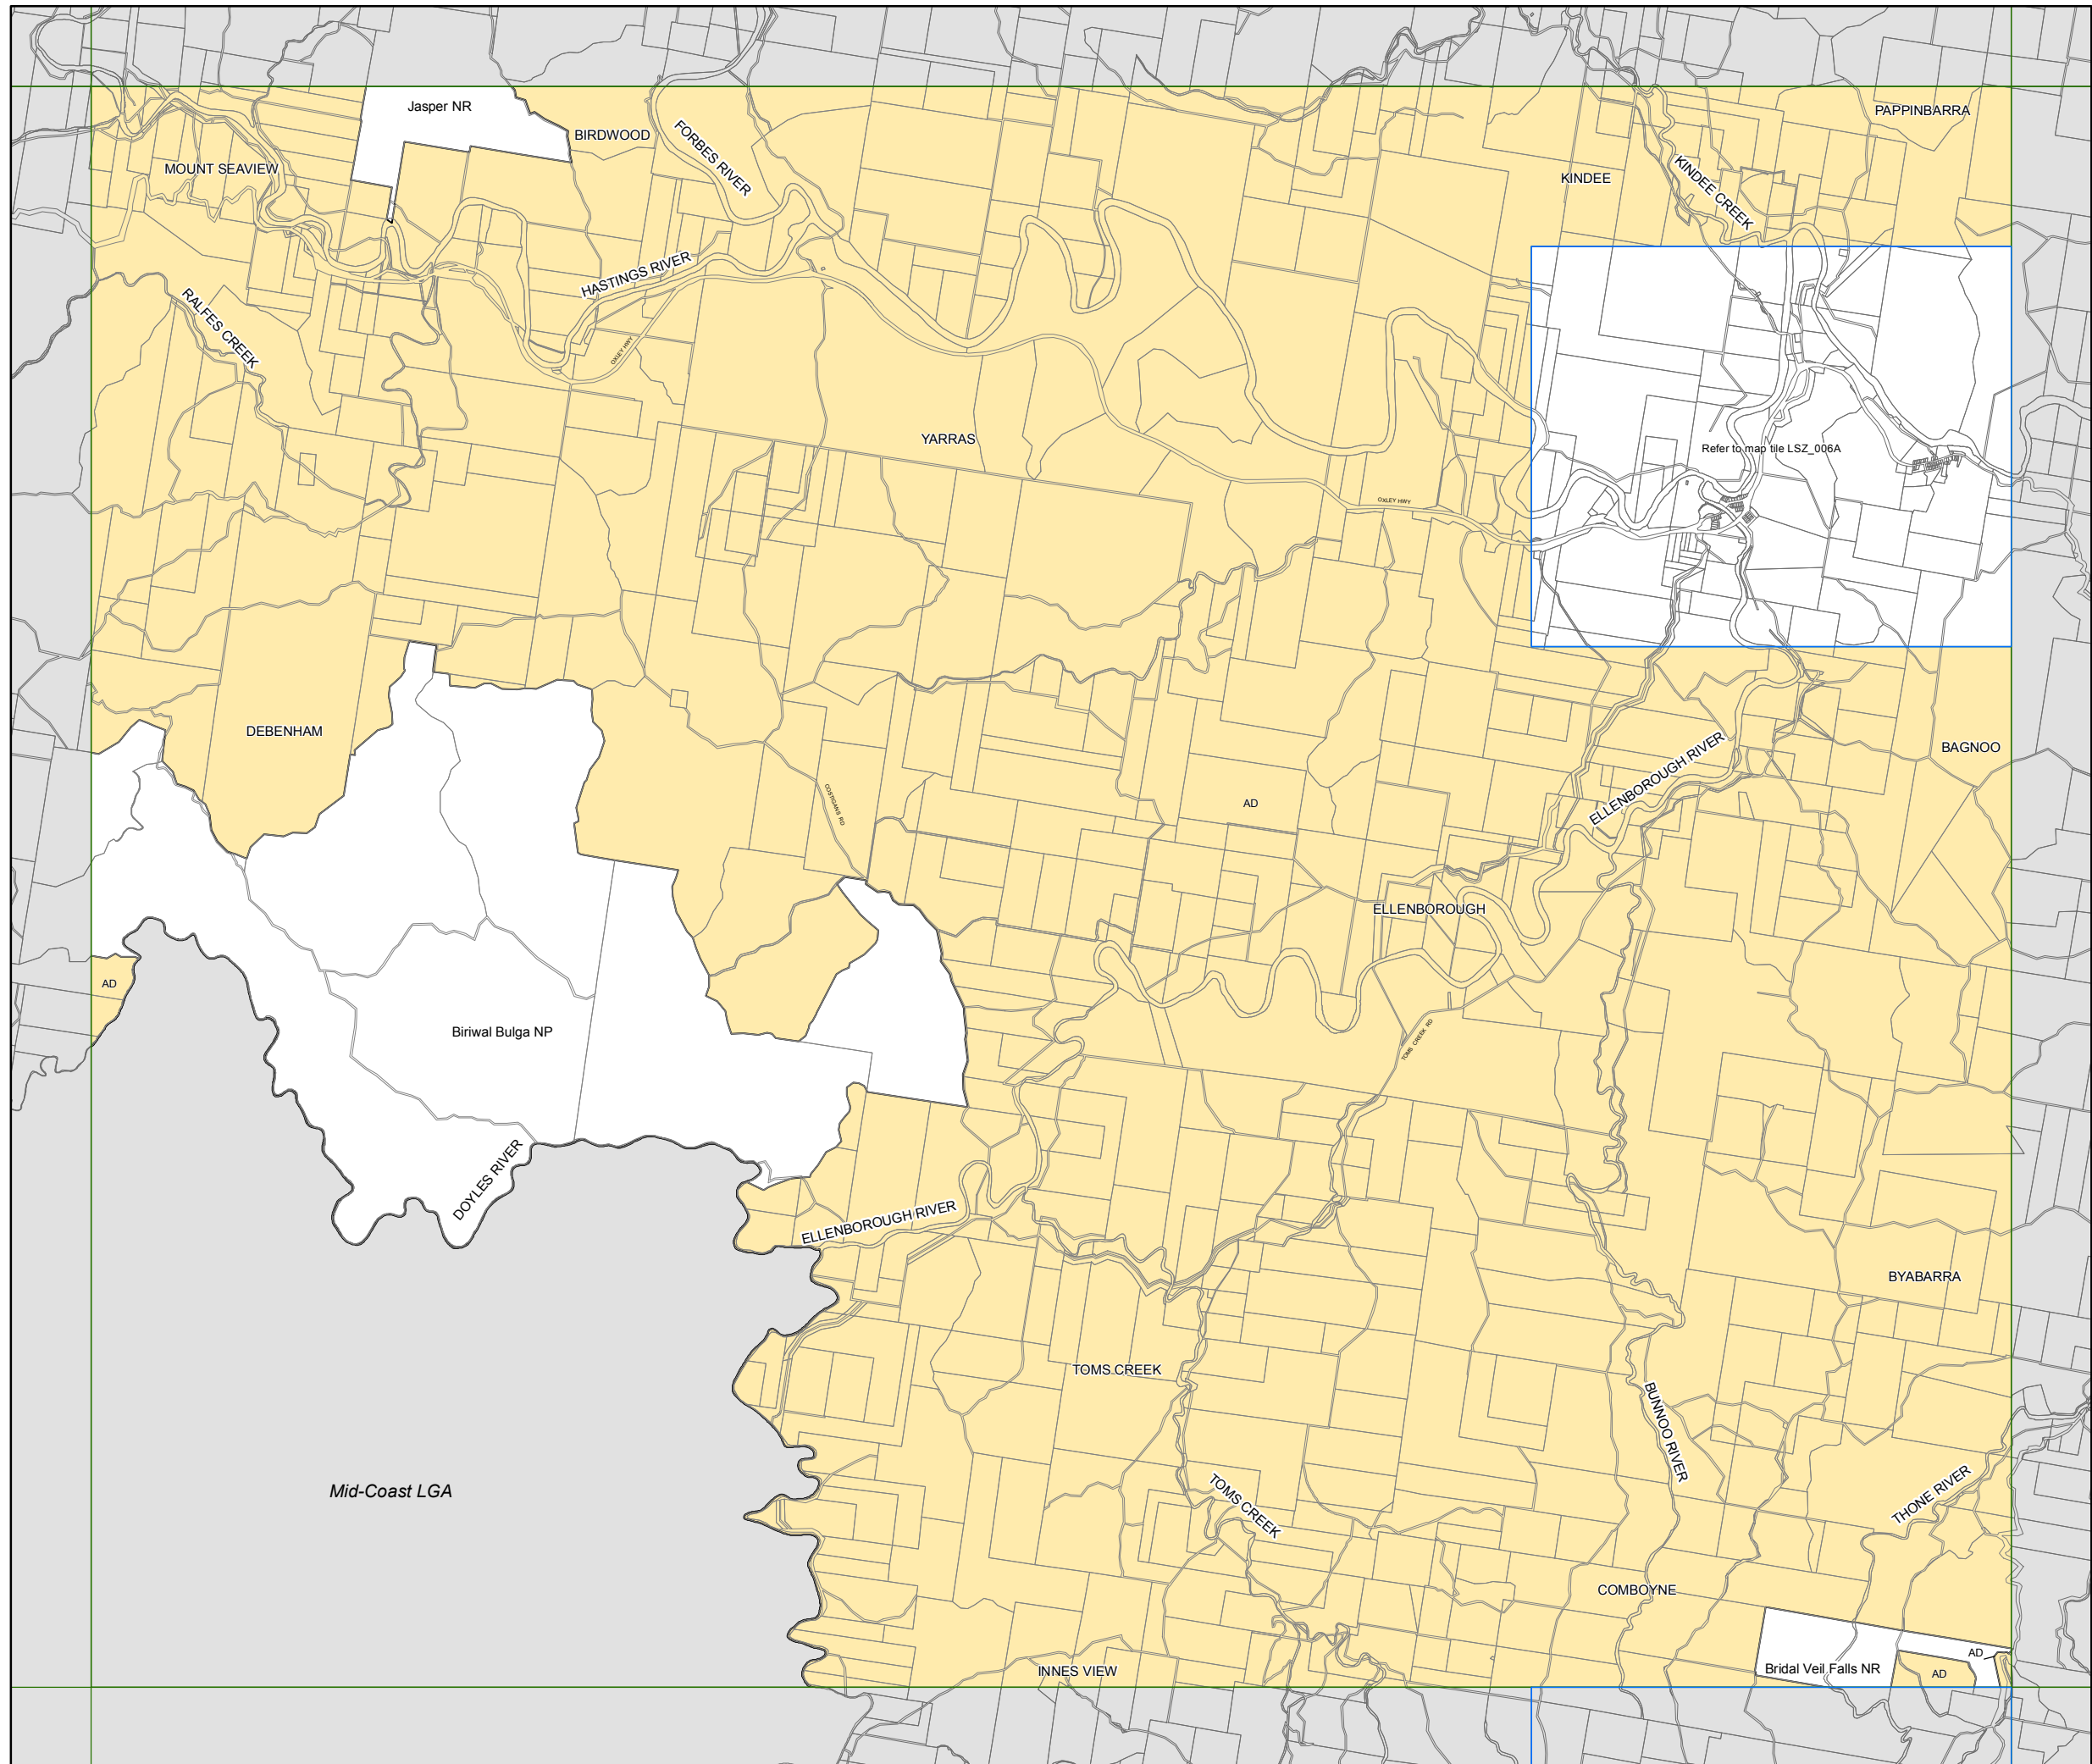 Jasper NR
PAPPINBARRA
BIRDWOOD
FORBES RIVER
MOUNT SEAVIEW
KINDEE
KINDEE CREEK
HASTINGS RIVER
RALFES CREEK
OXLEY HWY
YARRAS
Refer to map tile LSZ_006A
OXLEY HWY
DEBENHAM
BAGNOO
ELLENBOROUGH RIVER
COSTIGANS RD
AD
ELLENBOROUGH
AD
Biriwal Bulga NP
TOMS CREEK RD
DOYLES RIVER
ELLENBOROUGH RIVER
BYABARRA
TOMS CREEK
BUNNOO RIVER
Mid-Coast LGA
TOMS CREEK
THONE RIVER
COMBOYNE
AD
INNES VIEW
Bridal Veil Falls NR
AD